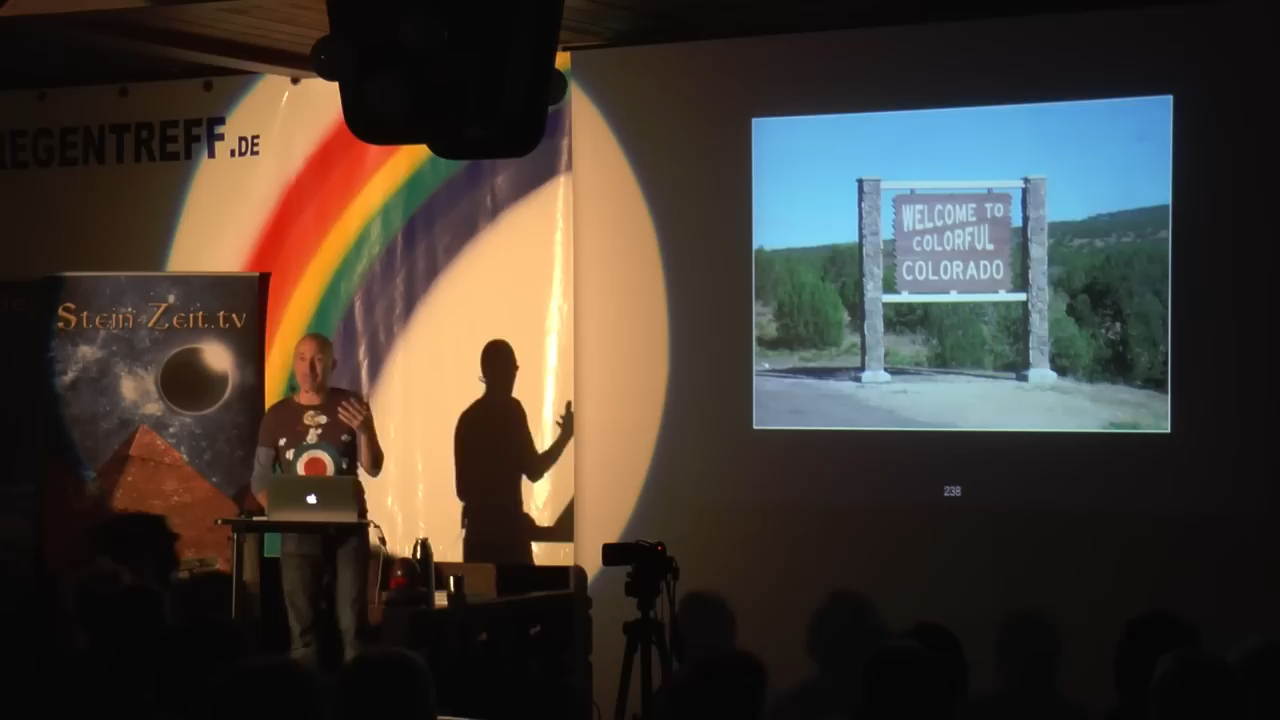 REGENTREFF.DE
Stein-Zeit.tv
WELCOME TO
COLORFUL
COLORADO
238